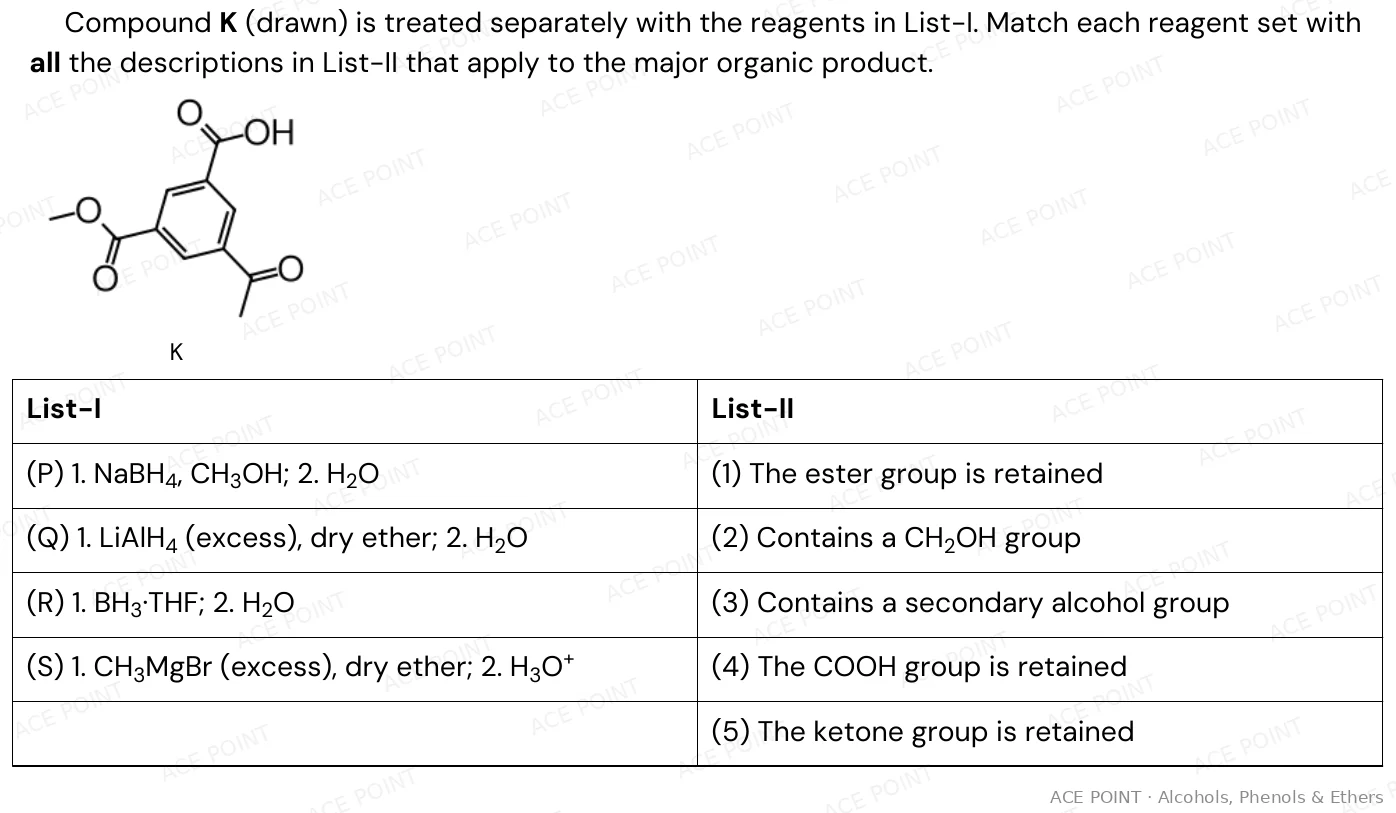 Compound K (drawn) is treated separately with the reagents in List-I. Match each reagent set with
all the descriptions in List-II that apply to the major organic product.
O
OH
O
O
O
K
List-I
List-II
(P) 1. NaBH₄, CH₃OH; 2. H₂O
(1) The ester group is retained
(Q) 1. LiAlH₄ (excess), dry ether; 2. H₂O
(2) Contains a CH₂OH group
(R) 1. BH₃·THF; 2. H₂O
(3) Contains a secondary alcohol group
(S) 1. CH₃MgBr (excess), dry ether; 2. H₃O⁺
(4) The COOH group is retained
(5) The ketone group is retained
ACE POINT · Alcohols, Phenols & Ethers
ACE POINT